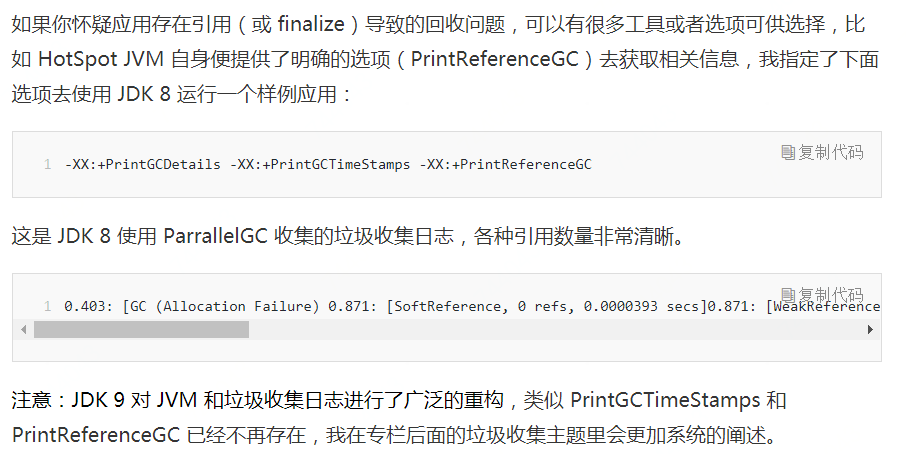 如果你怀疑应用存在引用（或 finalize）导致的回收问题，可以有很多工具或者选项可供选择，比
如 HotSpot JVM 自身便提供了明确的选项（PrintReferenceGC）去获取相关信息，我指定了下面
选项去使用 JDK 8 运行一个样例应用：
复制代码
1 -XX:+PrintGCDetails -XX:+PrintGCTimeStamps -XX:+PrintReferenceGC
这是 JDK 8 使用 ParrallelGC 收集的垃圾收集日志，各种引用数量非常清晰。
复制代码
1 0.403: [GC (Allocation Failure) 0.871: [SoftReference, 0 refs, 0.0000393 secs]0.871: [WeakReference
注意：JDK 9 对 JVM 和垃圾收集日志进行了广泛的重构，类似 PrintGCTimeStamps 和
PrintReferenceGC 已经不再存在，我在专栏后面的垃圾收集主题里会更加系统的阐述。